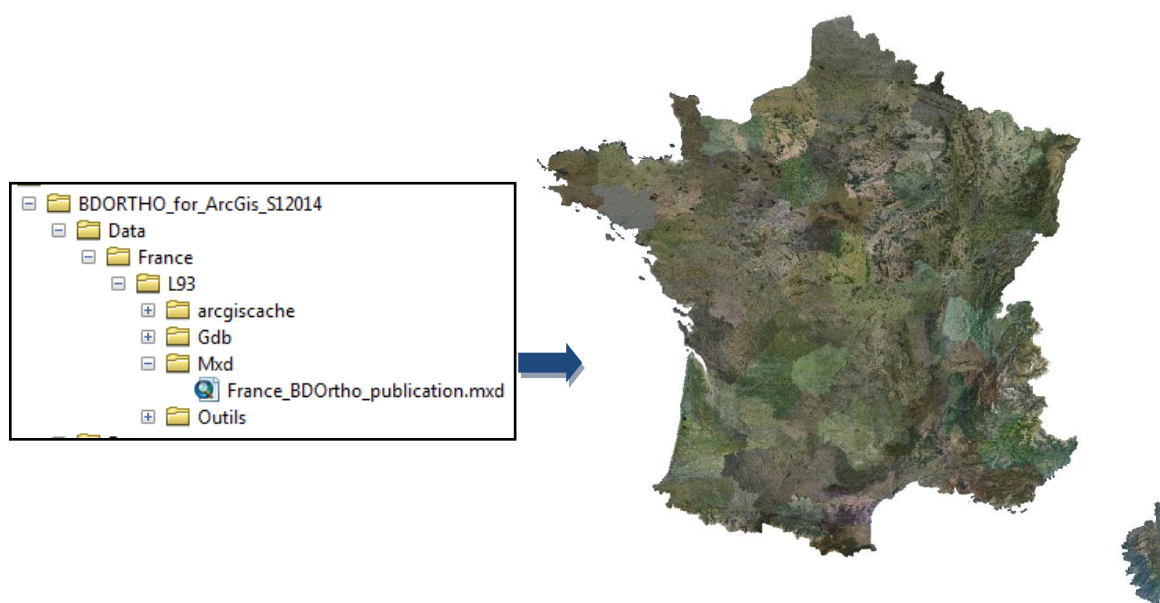 BDORTHO_for_ArcGis_S12014
Data
France
L93
arcgiscache
Gdb
Mxd
France_BDOrtho_publication.mxd
Outils